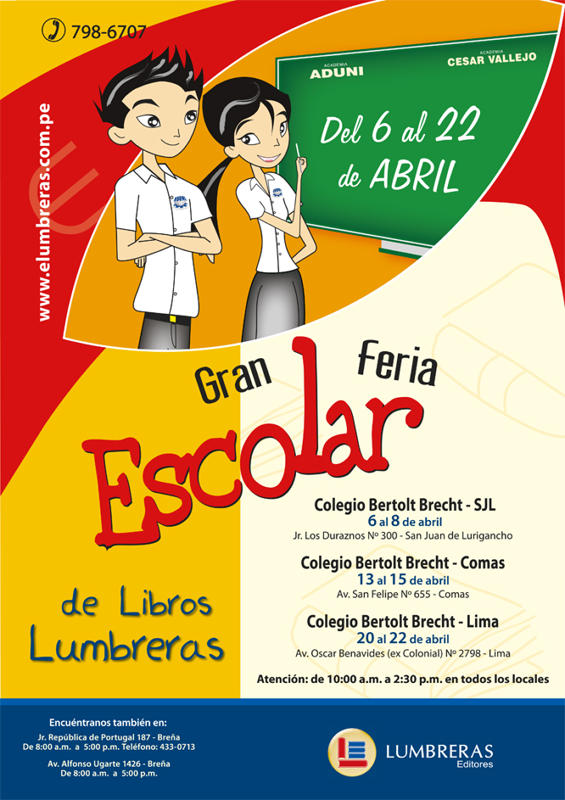 798-6707
www.elumbreras.com.pe
ACADEMIA
ADUNI
ACADEMIA
CESAR VALLEJO
Del 6 al 22
de ABRIL
Gran Feria
Escolar
de Libros
Lumbreras
Colegio Bertolt Brecht - SJL
6 al 8 de abril
Jr. Los Duraznos Nº 300 - San Juan de Lurigancho
Colegio Bertolt Brecht - Comas
13 al 15 de abril
Av. San Felipe Nº 655 - Comas
Colegio Bertolt Brecht - Lima
20 al 22 de abril
Av. Oscar Benavides (ex Colonial) Nº 2798 - Lima
Atención: de 10:00 a.m. a 2:30 p.m. en todos los locales
Encuéntranos también en:
Jr. República de Portugal 187 - Breña
De 8:00 a.m. a 5:00 p.m. Teléfono: 433-0713
Av. Alfonso Ugarte 1426 - Breña
De 8:00 a.m. a 5:00 p.m.
LUMBRERAS
Editores